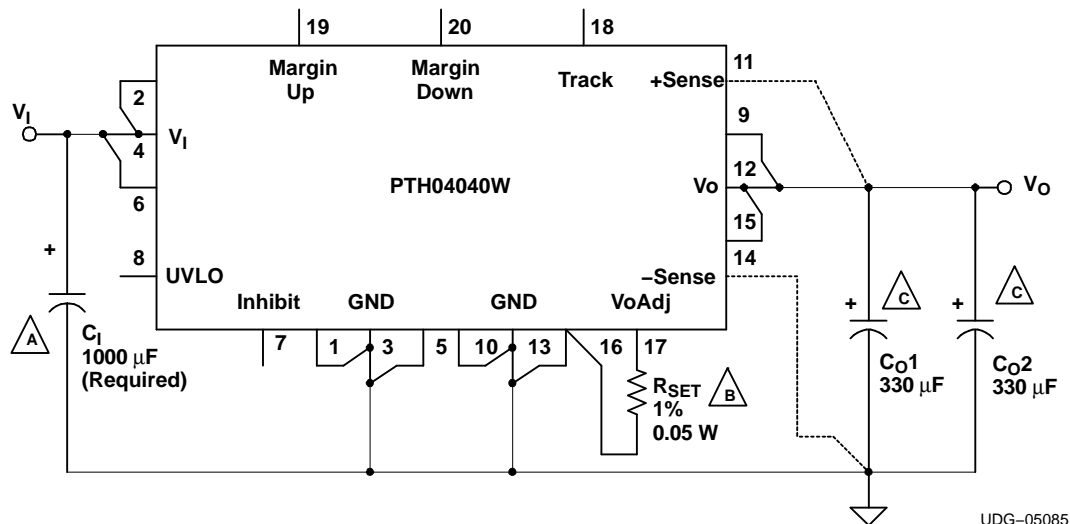 19
20
18
11
Margin
Up
Margin
Down
Track
+Sense
2
9
VI
VI
4
12
PTH04040W
Vo
VO
6
15
8
14
+
UVLO
−Sense
Inhibit
GND
GND
VoAdj
C
C
+
+
A
CI
1000 μF
(Required)
7
1
3
5
10
13
16
17
RSET
1%
0.05 W
B
CO1
330 μF
CO2
330 μF
UDG−05085